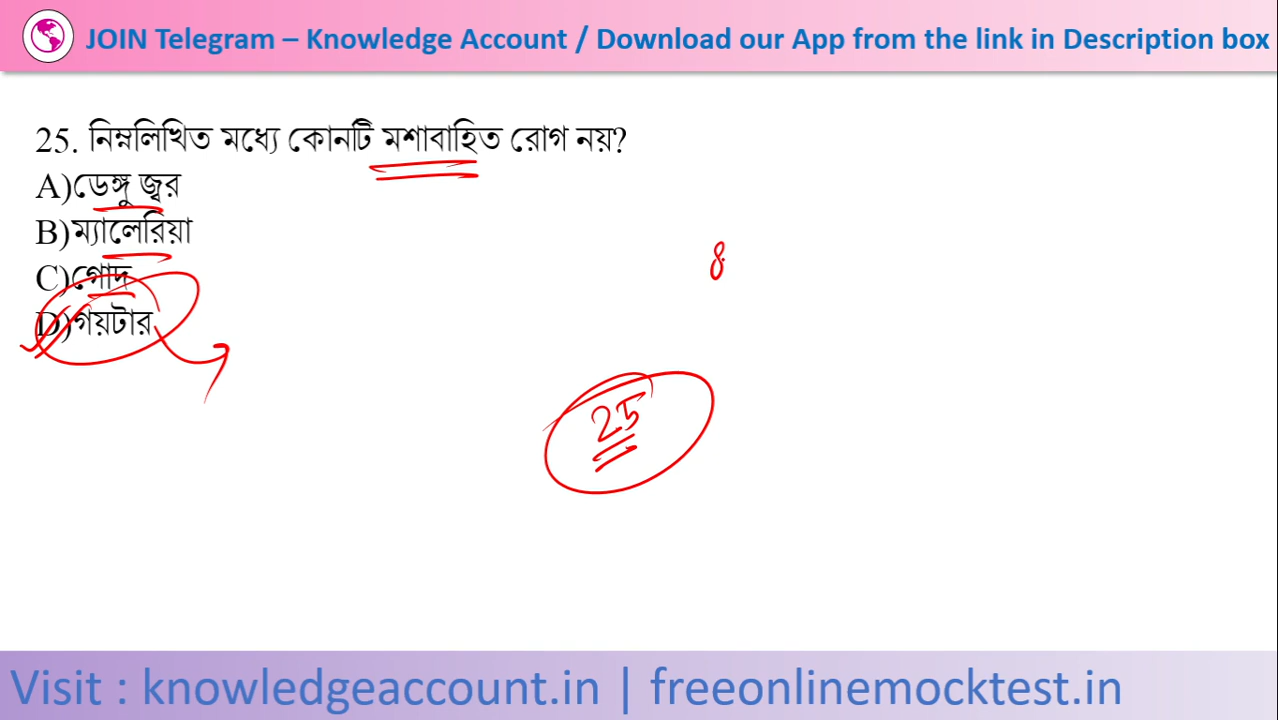 JOIN Telegram – Knowledge Account / Download our App from the link in Description box
25. নিম্নলিখিত মধ্যে কোনটি মশাবাহিত রোগ নয়?
A)ডেঙ্গু জ্বর
B)ম্যালেরিয়া
8
C)গোদ
D)গয়টার
25
Visit : knowledgeaccount.in | freeonlinemocktest.in